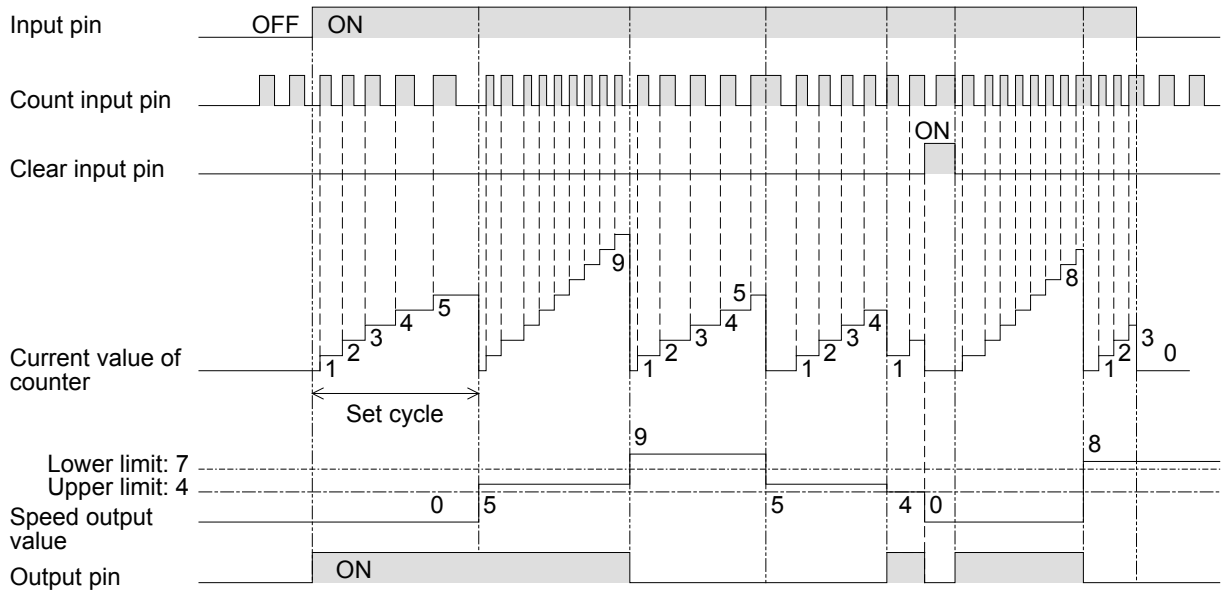 Input pin OFF ON
Count input pin
ON
Clear input pin
9
8
5 5
4 3 4
3 4 3 2 3
2 2 2
Current value of
counter
1 1 1 1 1 0
Set cycle
9 8
Lower limit: 7
Upper limit: 4
Speed output
value
0 5 5 4 0
Output pin ON